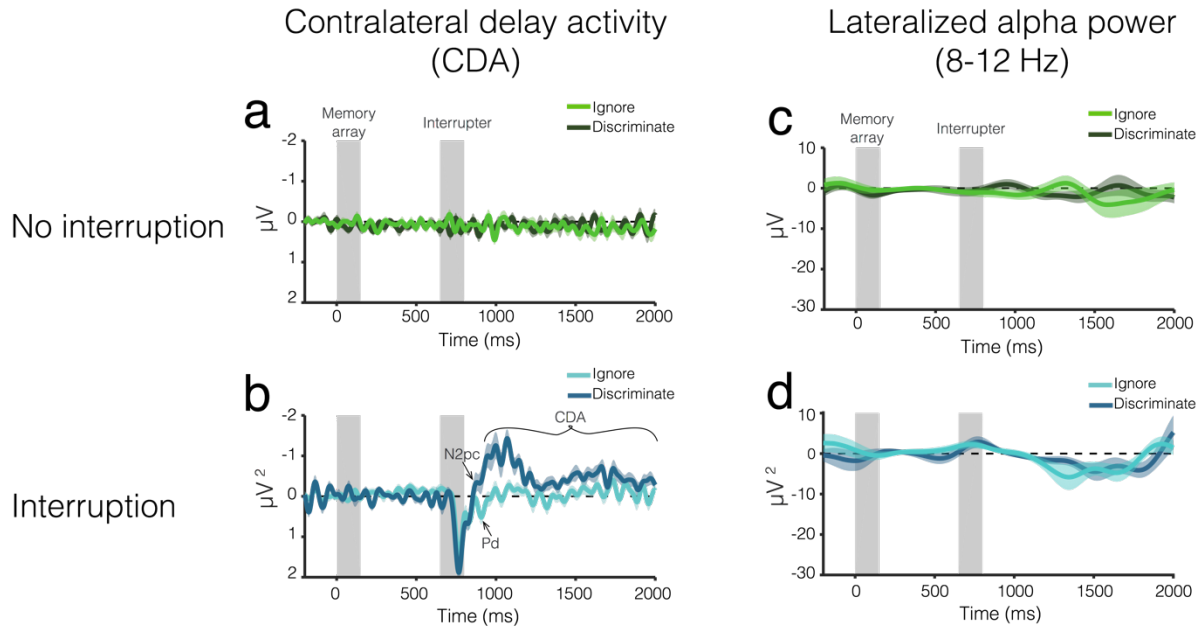 Contralateral delay activity
(CDA)
Lateralized alpha power
(8-12 Hz)
No interruption
a
Ignore
Discriminate
Memory
array
Interrupter
-2
-1
0
1
2
µV
0
500
1000
1500
2000
Time (ms)
c
Ignore
Discriminate
Memory
array
Interrupter
10
0
-10
-20
-30
µV
0
500
1000
1500
2000
Time (ms)
Interruption
b
Ignore
Discriminate
CDA
N2pc
Pd
-2
-1
0
1
2
µV²
0
500
1000
1500
2000
Time (ms)
d
Ignore
Discriminate
10
0
-10
-20
-30
µV²
0
500
1000
1500
2000
Time (ms)